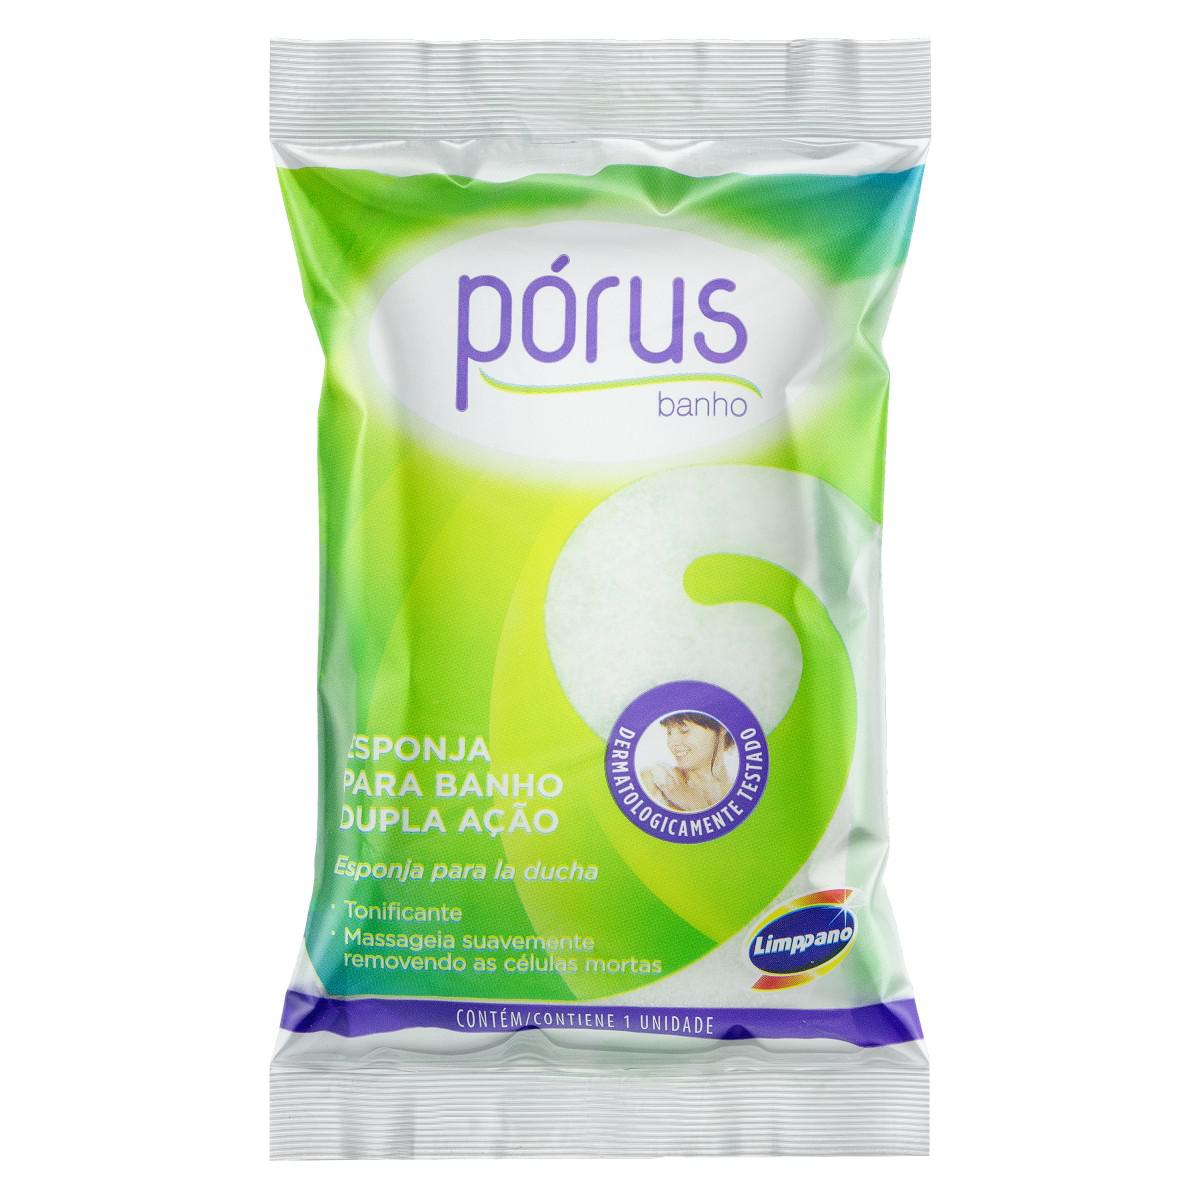 pórus
banho
DERMATOLOGICAMENTE TESTADO
ESPONJA
PARA BANHO
DUPLA AÇÃO
Esponja para la ducha
· Tonificante
· Massageia suavemente
removendo as células mortas
Limppano
CONTÉM/CONTIENE 1 UNIDADE